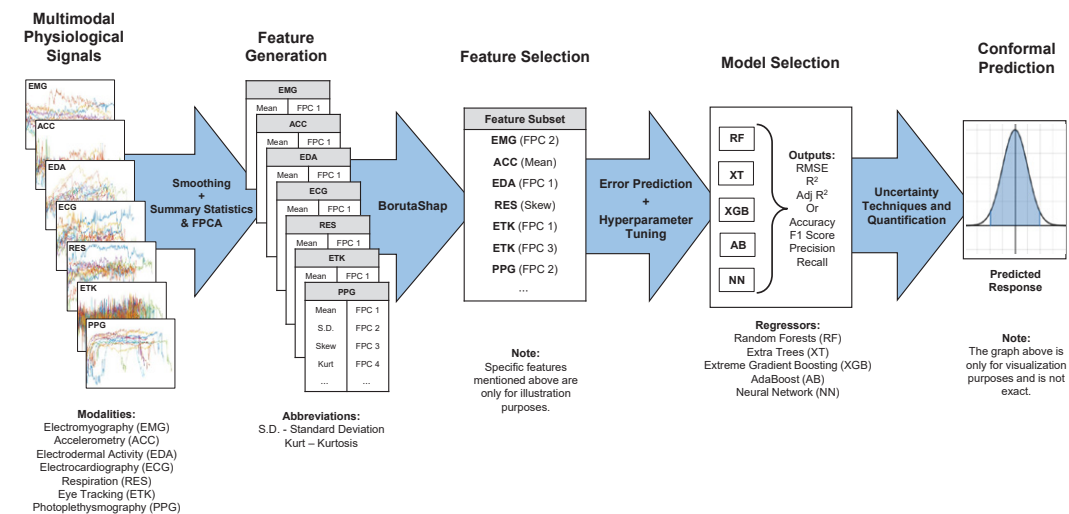 Multimodal
Physiological
Signals
EMG
ACC
EDA
ECG
RES
ETK
PPG
Modalities:
Electromyography (EMG)
Accelerometry (ACC)
Electrodermal Activity (EDA)
Electrocardiography (ECG)
Respiration (RES)
Eye Tracking (ETK)
Photoplethysmography (PPG)
Smoothing
+
Summary Statistics
& FPCA
Feature
Generation
EMG
Mean FPC 1
ACC
Mean FPC 1
EDA
Mean FPC 1
ECG
Mean FPC 1
RES
Mean FPC 1
ETK
Mean FPC 1
PPG
Mean FPC 1
S.D. FPC 2
Skew FPC 3
Kurt FPC 4
... ...
Abbreviations:
S.D. - Standard Deviation
Kurt – Kurtosis
BorutaShap
Feature Selection
Feature Subset
EMG (FPC 2)
ACC (Mean)
EDA (FPC 1)
RES (Skew)
ETK (FPC 1)
ETK (FPC 3)
PPG (FPC 2)
...
Note:
Specific features
mentioned above are
only for illustration
purposes.
Error Prediction
+
Hyperparameter
Tuning
Model Selection
RF
XT
XGB
AB
NN
Outputs:
RMSE
R²
Adj R²
Or
Accuracy
F1 Score
Precision
Recall
Regressors:
Random Forests (RF)
Extra Trees (XT)
Extreme Gradient Boosting (XGB)
AdaBoost (AB)
Neural Network (NN)
Uncertainty
Techniques and
Quantification
Conformal
Prediction
Predicted
Response
Note:
The graph above is
only for visualization
purposes and is not
exact.